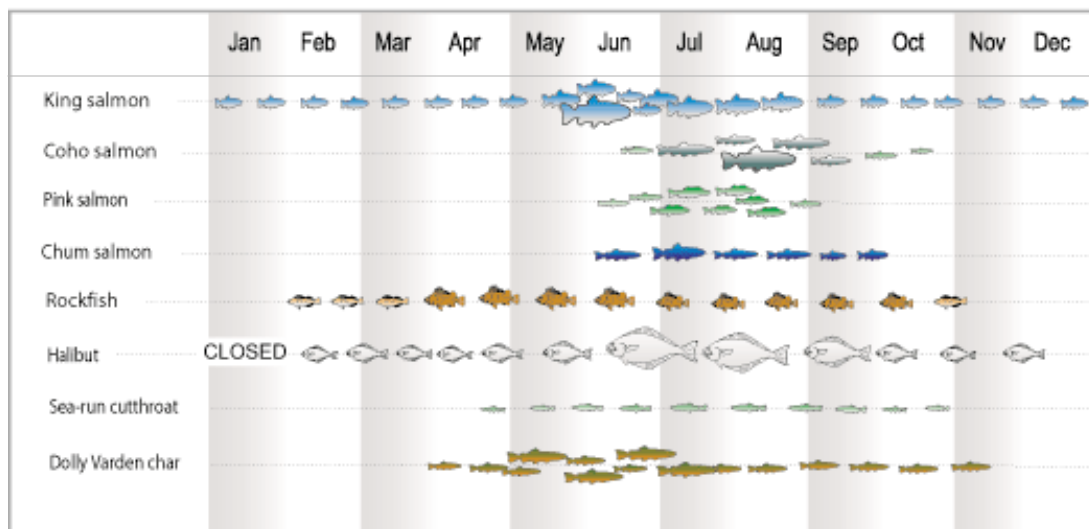 Jan Feb Mar Apr May Jun Jul Aug Sep Oct Nov Dec
King salmon
Coho salmon
Pink salmon
Chum salmon
Rockfish
Halibut CLOSED
Sea-run cutthroat
Dolly Varden char